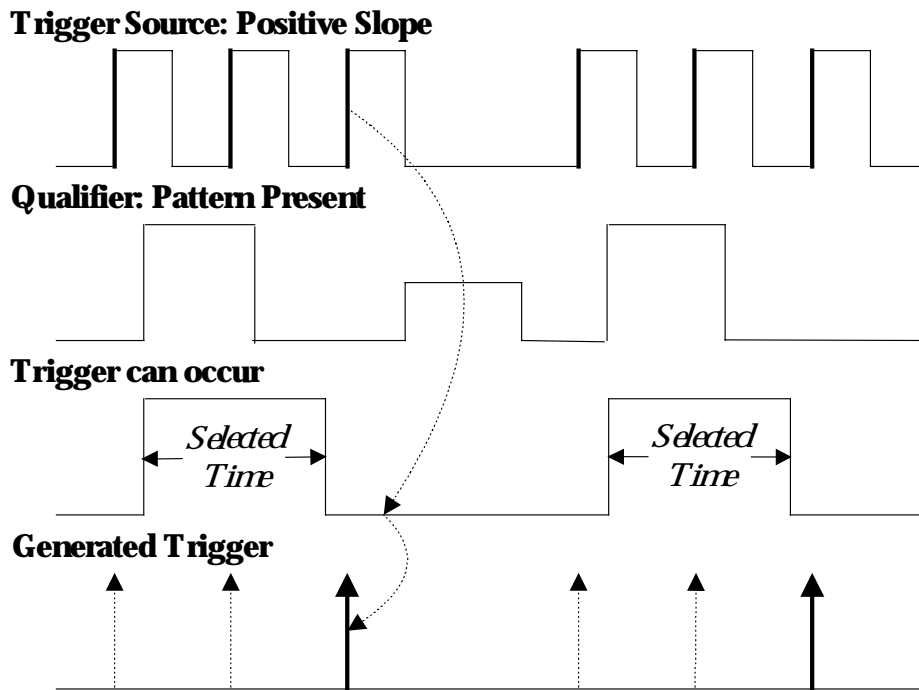 Trigger Source: Positive Slope
Qualifier: Pattern Present
Trigger can occur
Selected
Time
Selected
Time
Generated Trigger